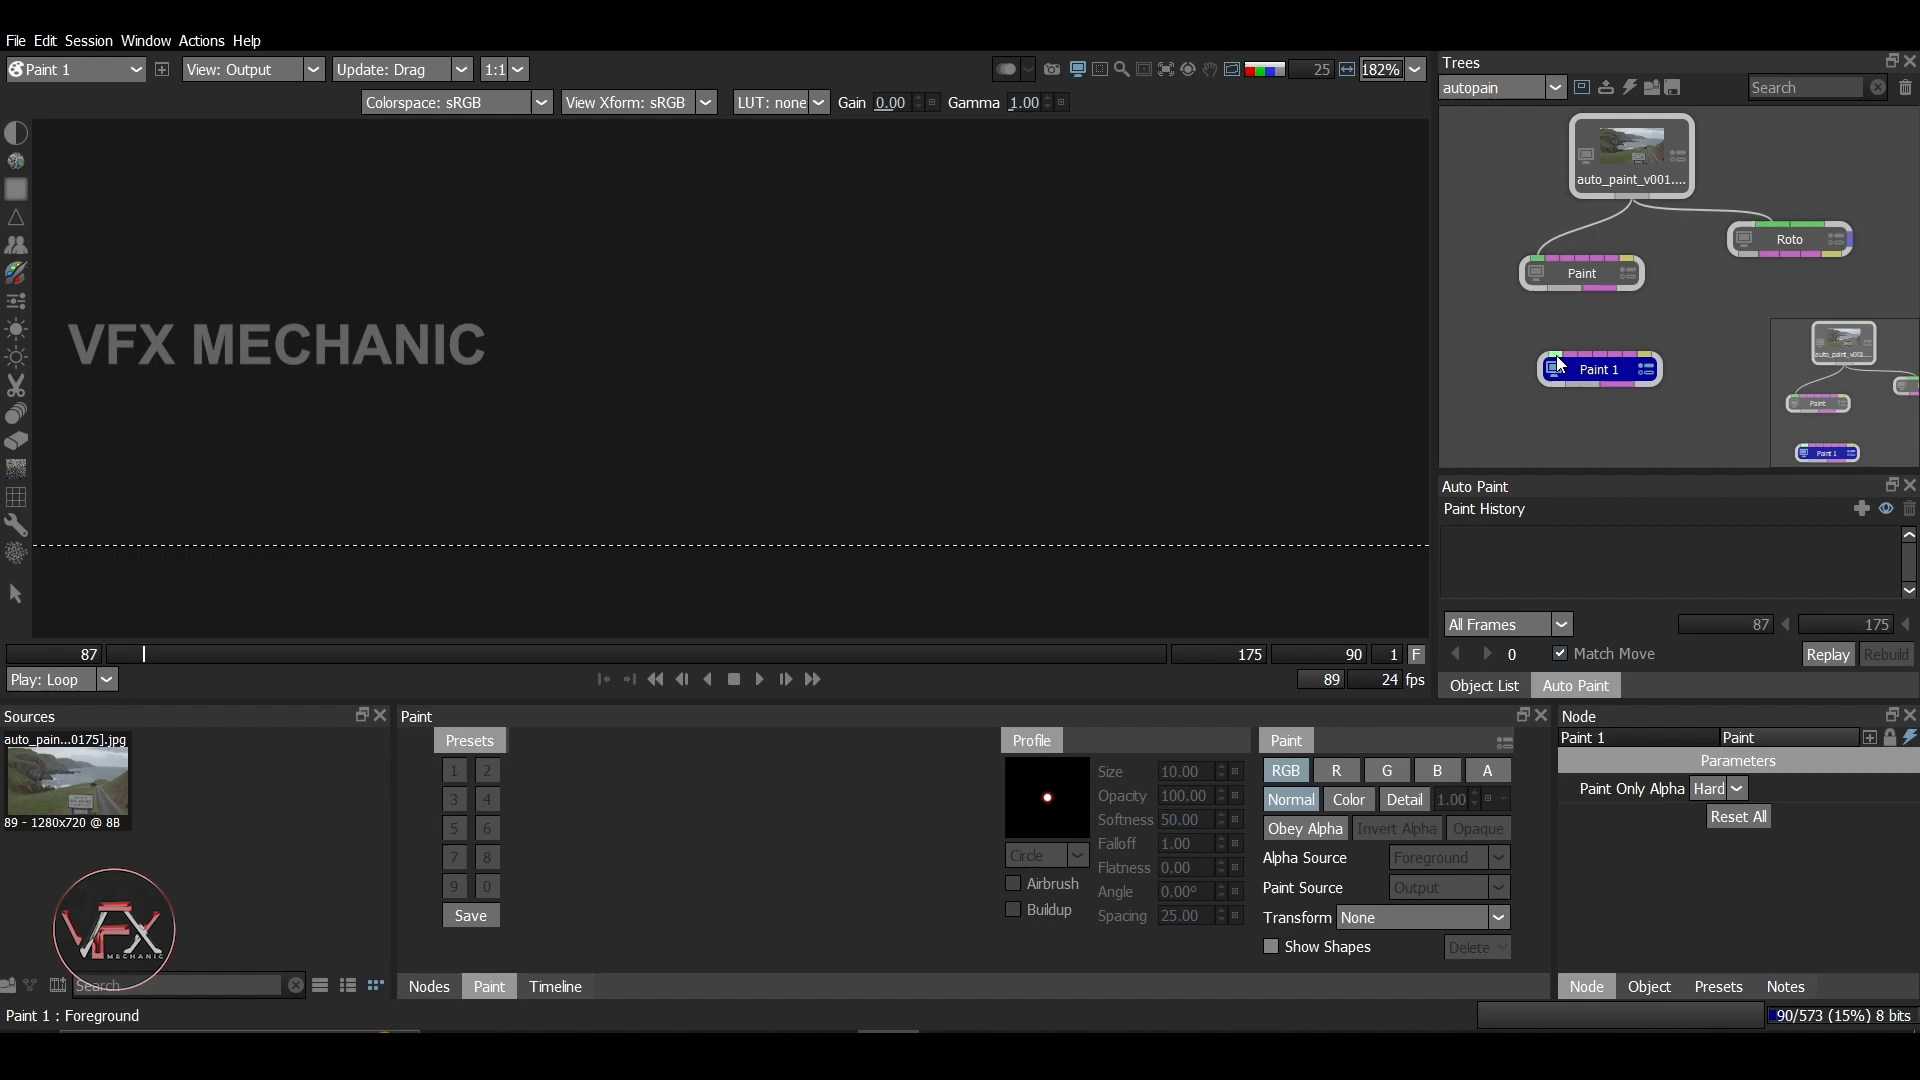 File Edit Session Window Actions Help
Paint 1
View: Output
Update: Drag
1:1
25
182%
Colorspace: sRGB
View Xform: sRGB
LUT: none
Gain 0.00
Gamma 1.00
VFX MECHANIC
Trees
autopain
Search
auto_paint_v001....
Roto
Paint
Paint 1
auto_paint_v001...
Paint
Paint 1
Auto Paint
Paint History
All Frames
87
175
0
Match Move
Replay
Rebuild
Object List
Auto Paint
87
175
90
1
F
Play: Loop
89
24 fps
Sources
auto_pain...0175].jpg
89 - 1280x720 @ 8B
VFX
MECHANIC
Search
Paint
Presets
1 2
3 4
5 6
7 8
9 0
Save
Profile
Circle
Airbrush
Buildup
Size 10.00
Opacity 100.00
Softness 50.00
Falloff 1.00
Flatness 0.00
Angle 0.00°
Spacing 25.00
Paint
RGB R G B A
Normal Color Detail 1.00
Obey Alpha Invert Alpha Opaque
Alpha Source Foreground
Paint Source Output
Transform None
Show Shapes Delete
Nodes Paint Timeline
Node
Paint 1 Paint
Parameters
Paint Only Alpha Hard
Reset All
Node Object Presets Notes
Paint 1 : Foreground
90/573 (15%) 8 bits